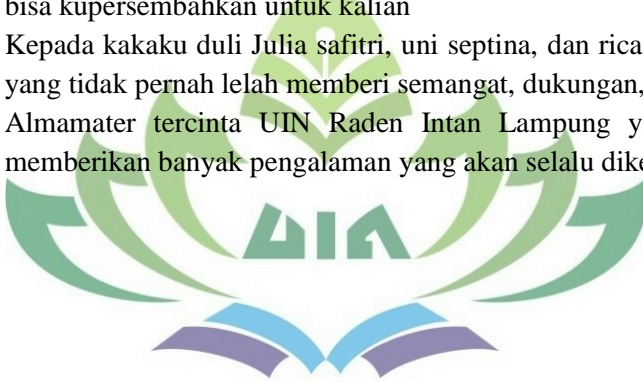 bisa kupersembahkan untuk kalian
Kepada kakaku duli Julia safitri, uni septina, dan rica
yang tidak pernah lelah memberi semangat, dukungan,
Almamater tercinta UIN Raden Intan Lampung y
memberikan banyak pengalaman yang akan selalu dike
UIN